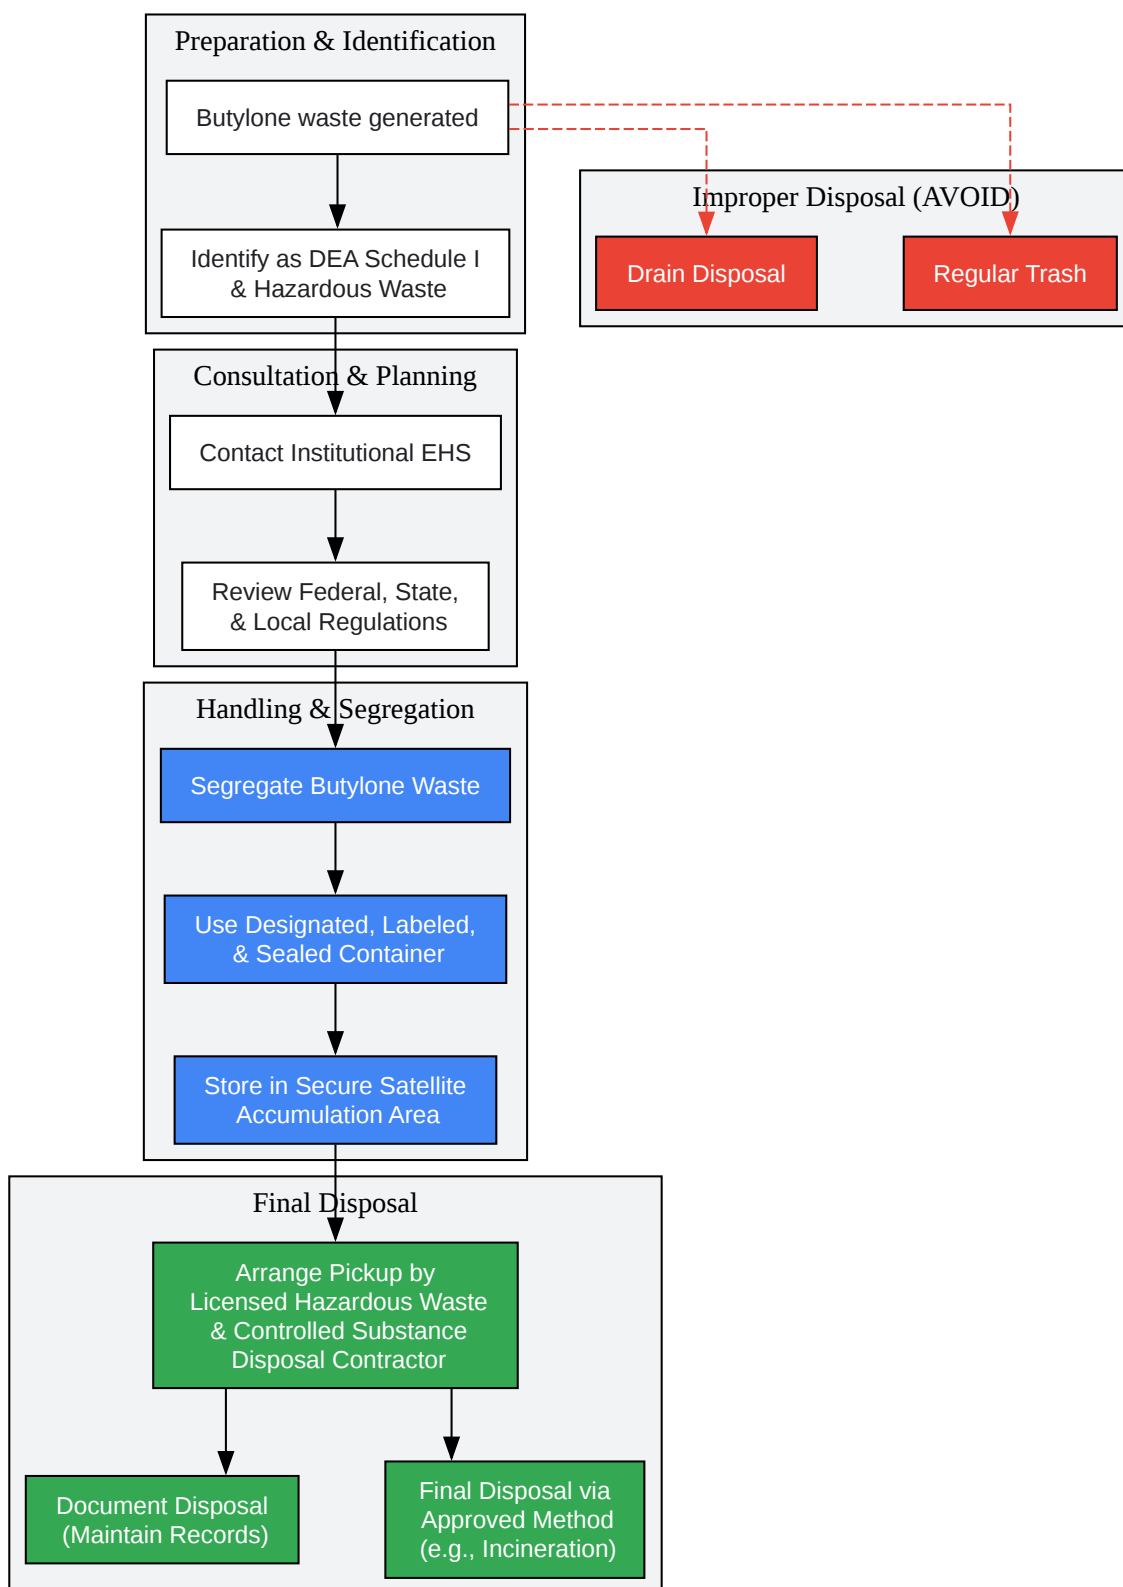 Preparation & Identification
Butylone waste generated
Improper Disposal (AVOID)
Drain Disposal
Regular Trash
Identify as DEA Schedule I
& Hazardous Waste
Consultation & Planning
Contact Institutional EHS
Review Federal, State,
& Local Regulations
Handling & Segregation
Segregate Butylone Waste
Use Designated, Labeled,
& Sealed Container
Store in Secure Satellite
Accumulation Area
Final Disposal
Arrange Pickup by
Licensed Hazardous Waste
& Controlled Substance
Disposal Contractor
Document Disposal
(Maintain Records)
Final Disposal via
Approved Method
(e.g., Incineration)